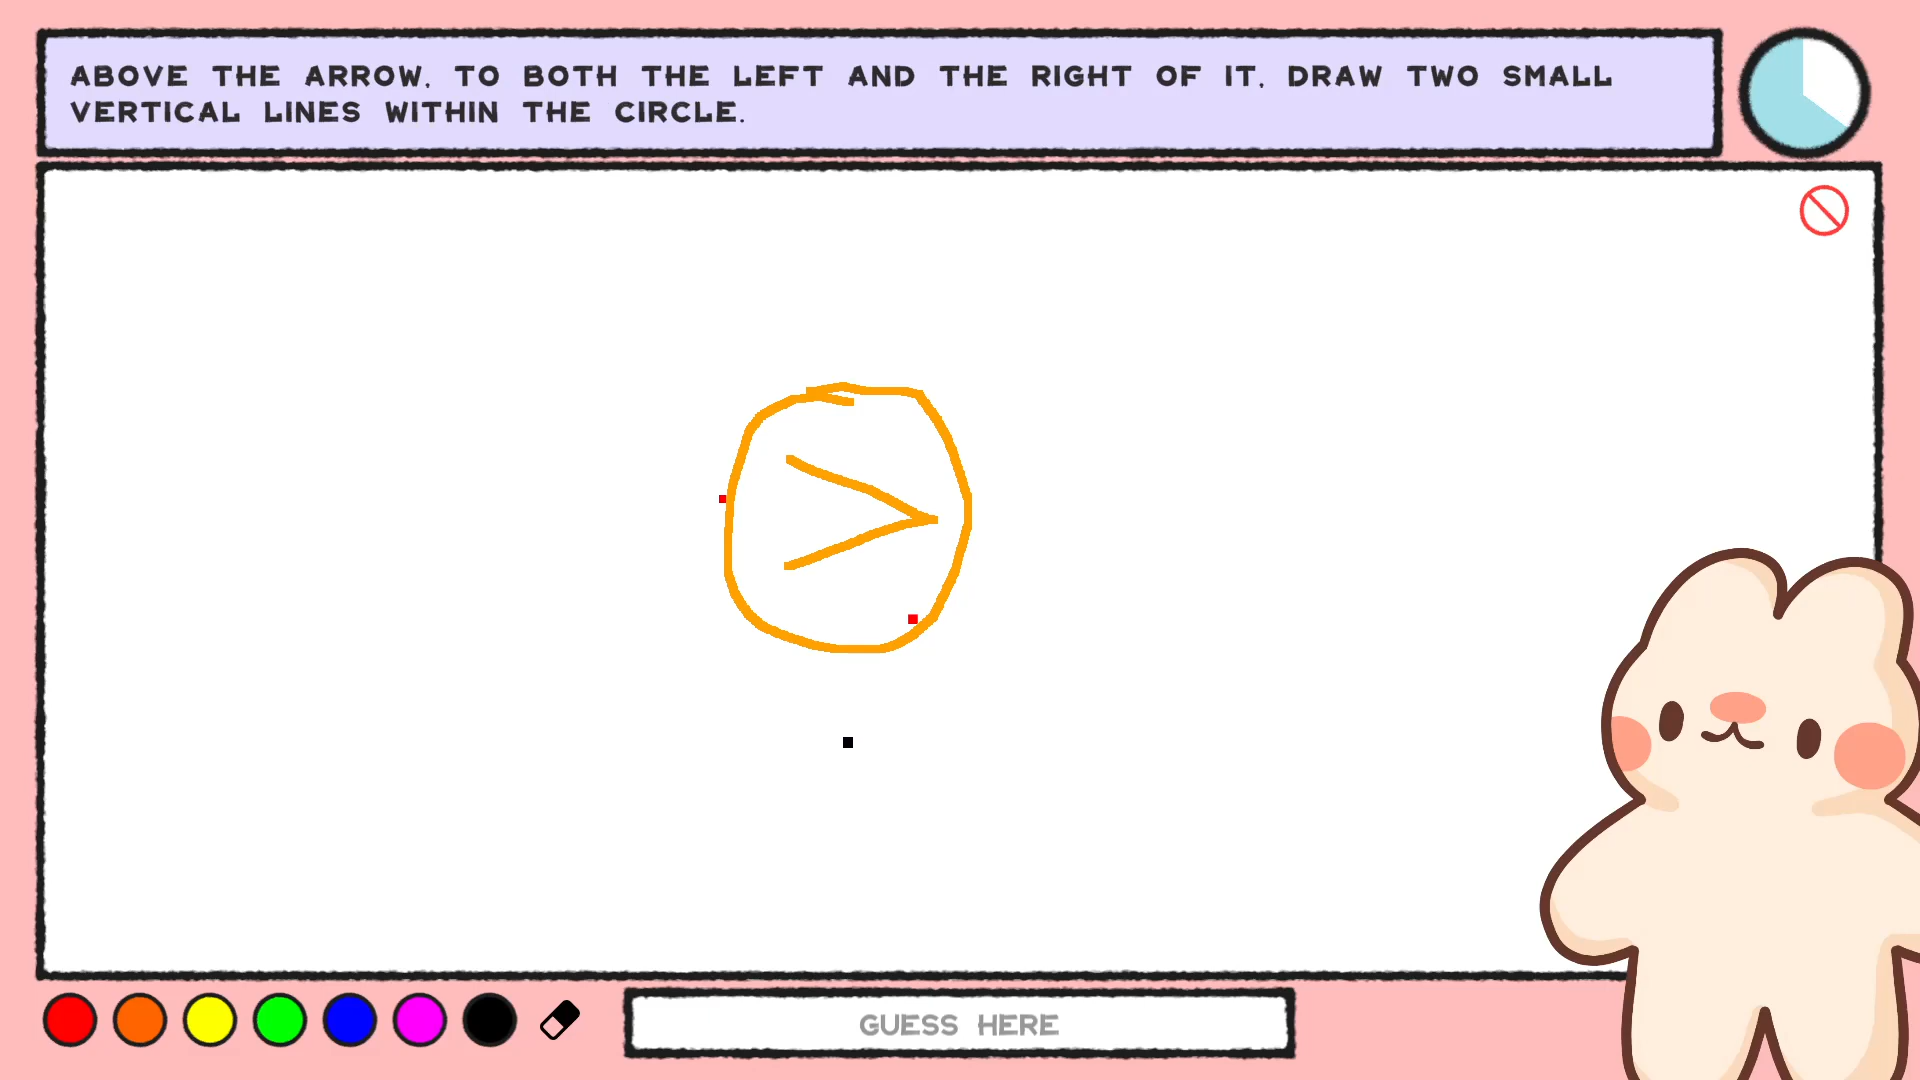 ABOVE THE ARROW, TO BOTH THE LEFT AND THE RIGHT OF IT, DRAW TWO SMALL
VERTICAL LINES WITHIN THE CIRCLE.
GUESS HERE